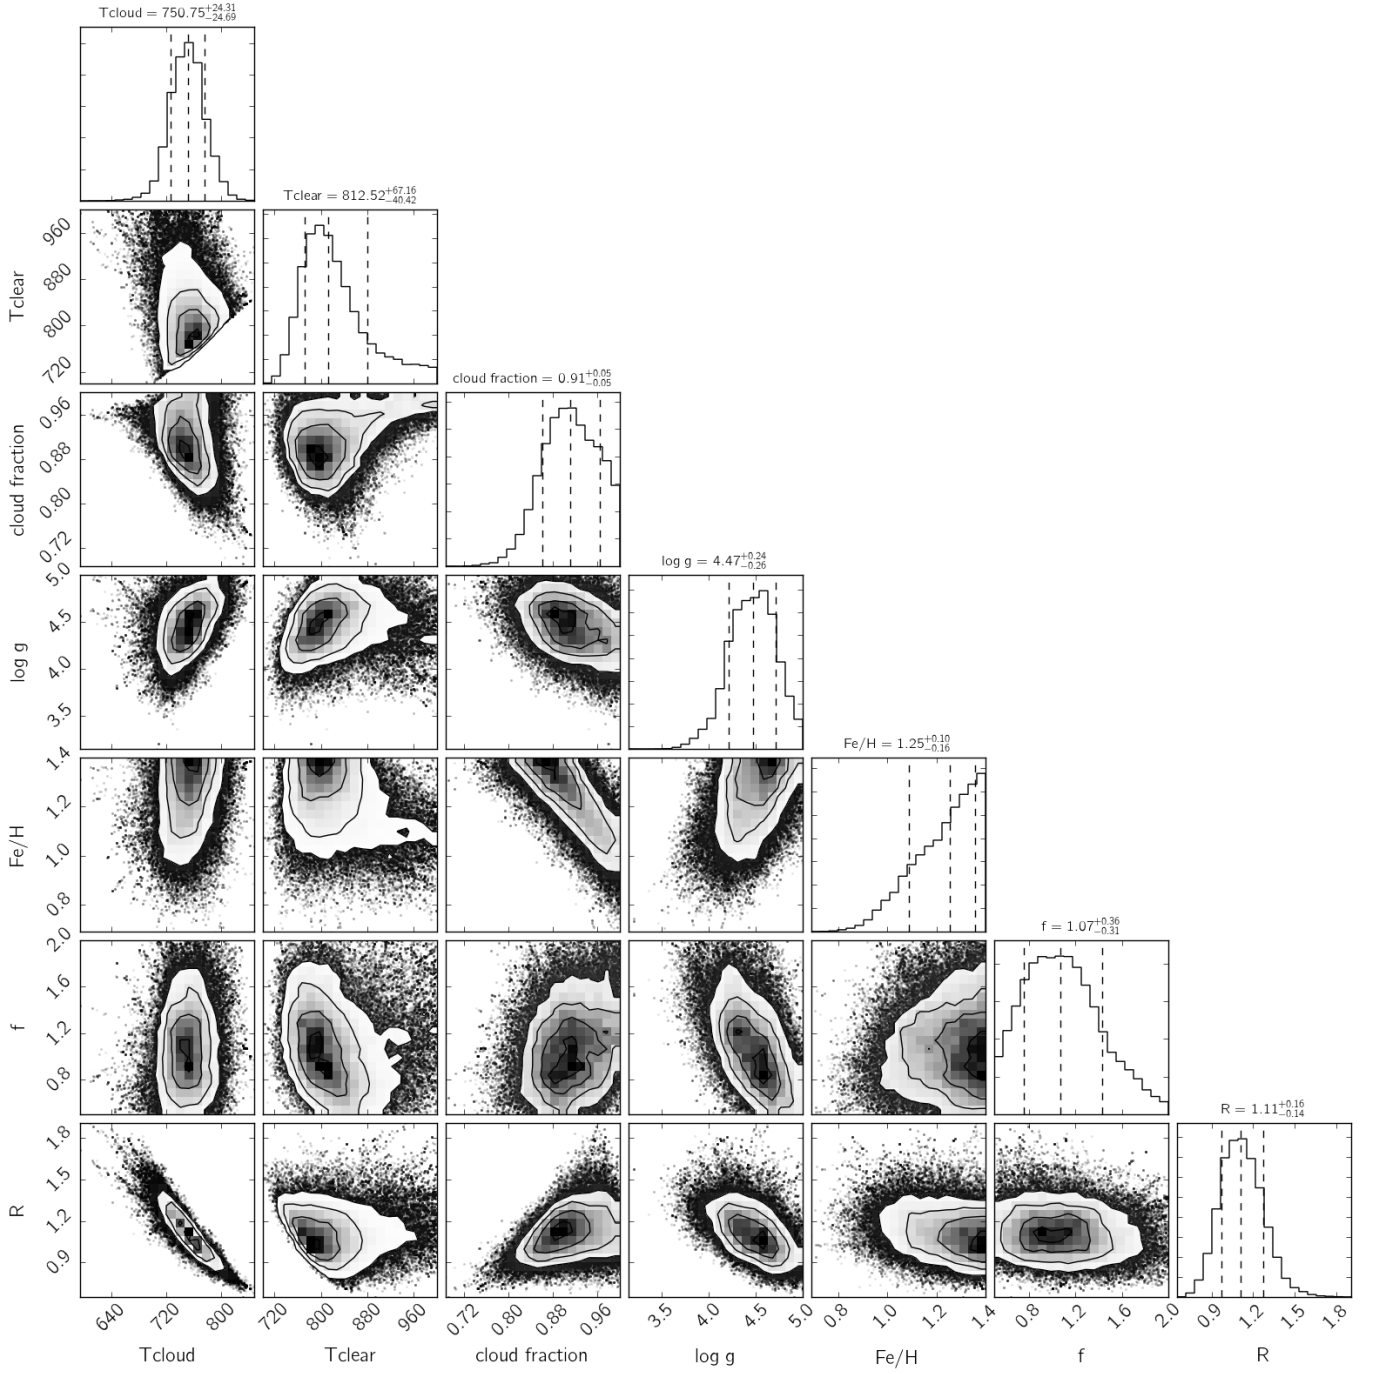 Tcloud = 750.75+24.31−24.69
Tclear = 812.52+67.16−40.42
cloud fraction = 0.91+0.05−0.05
log g = 4.47+0.24−0.26
Fe/H = 1.25+0.10−0.16
f = 1.07+0.36−0.31
R = 1.11+0.16−0.14
Tclear
960
880
800
720
cloud fraction
0.96
0.88
0.80
0.72
log g
5.0
4.5
4.0
3.5
Fe/H
1.4
1.2
1.0
0.8
f
2.0
1.6
1.2
0.8
R
1.8
1.5
1.2
0.9
640 720 800
720 800 880 960
0.72 0.80 0.88 0.96
3.5 4.0 4.5 5.0
0.8 1.0 1.2 1.4
0.8 1.2 1.6 2.0
0.9 1.2 1.5 1.8
Tcloud
Tclear
cloud fraction
log g
Fe/H
f
R